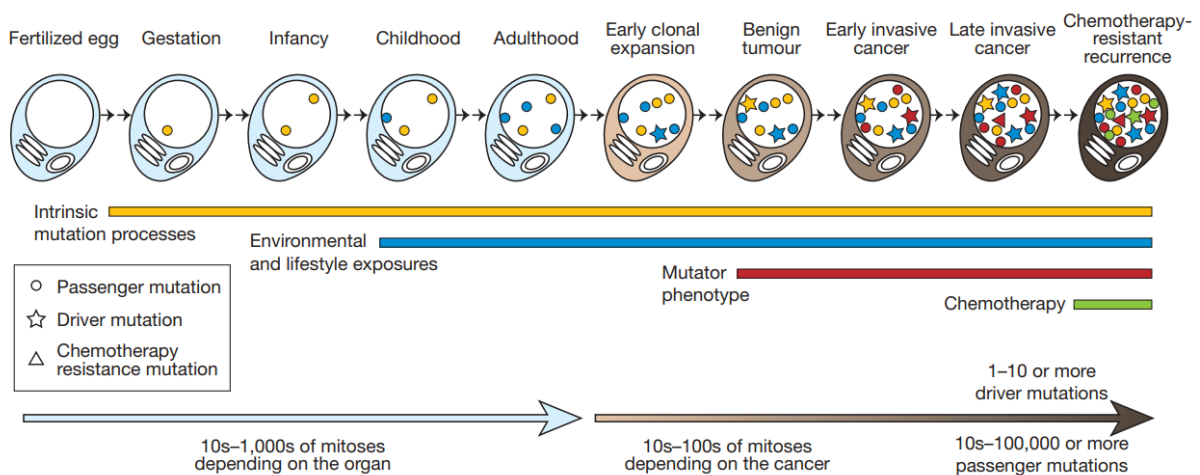 Fertilized egg
Gestation
Infancy
Childhood
Adulthood
Early clonal
expansion
Benign
tumour
Early invasive
cancer
Late invasive
cancer
Chemotherapy-
resistant
recurrence
Intrinsic
mutation processes
Environmental
and lifestyle exposures
Mutator
phenotype
Chemotherapy
Passenger mutation
Driver mutation
Chemotherapy
resistance mutation
1–10 or more
driver mutations
10s–1,000s of mitoses
depending on the organ
10s–100s of mitoses
depending on the cancer
10s–100,000 or more
passenger mutations